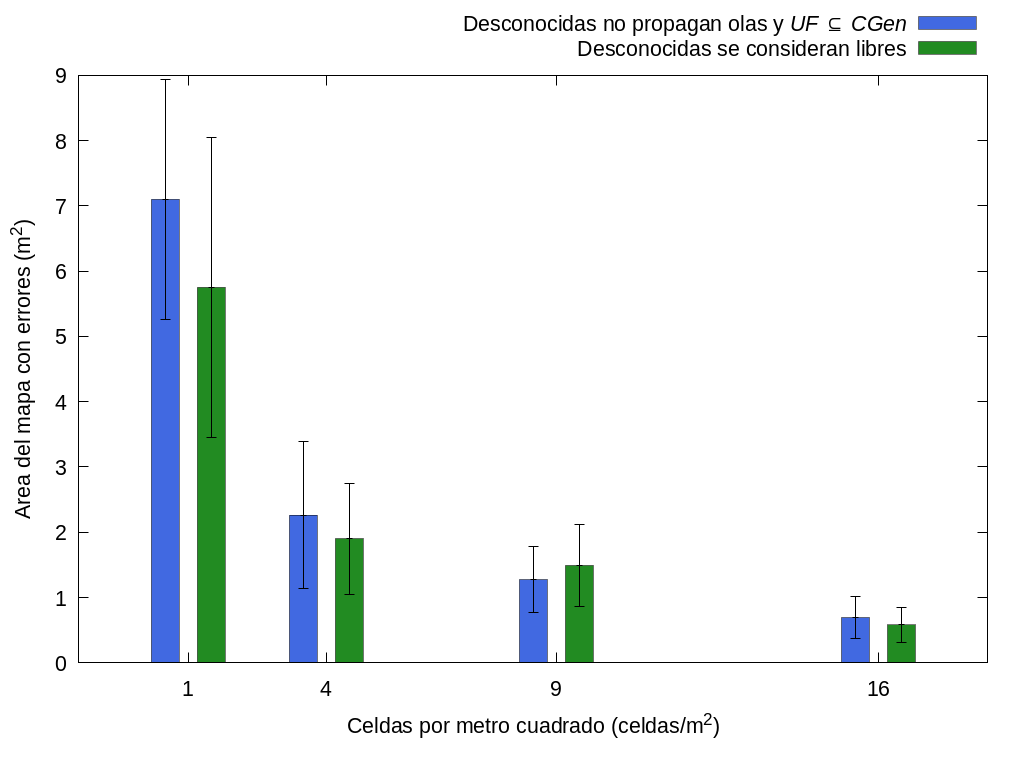 Desconocidas no propagan olas y UF ⊆ CGen
Desconocidas se consideran libres
9
8
7
6
5
4
3
2
1
0
Area del mapa con errores (m²)
1 4 9 16
Celdas por metro cuadrado (celdas/m²)